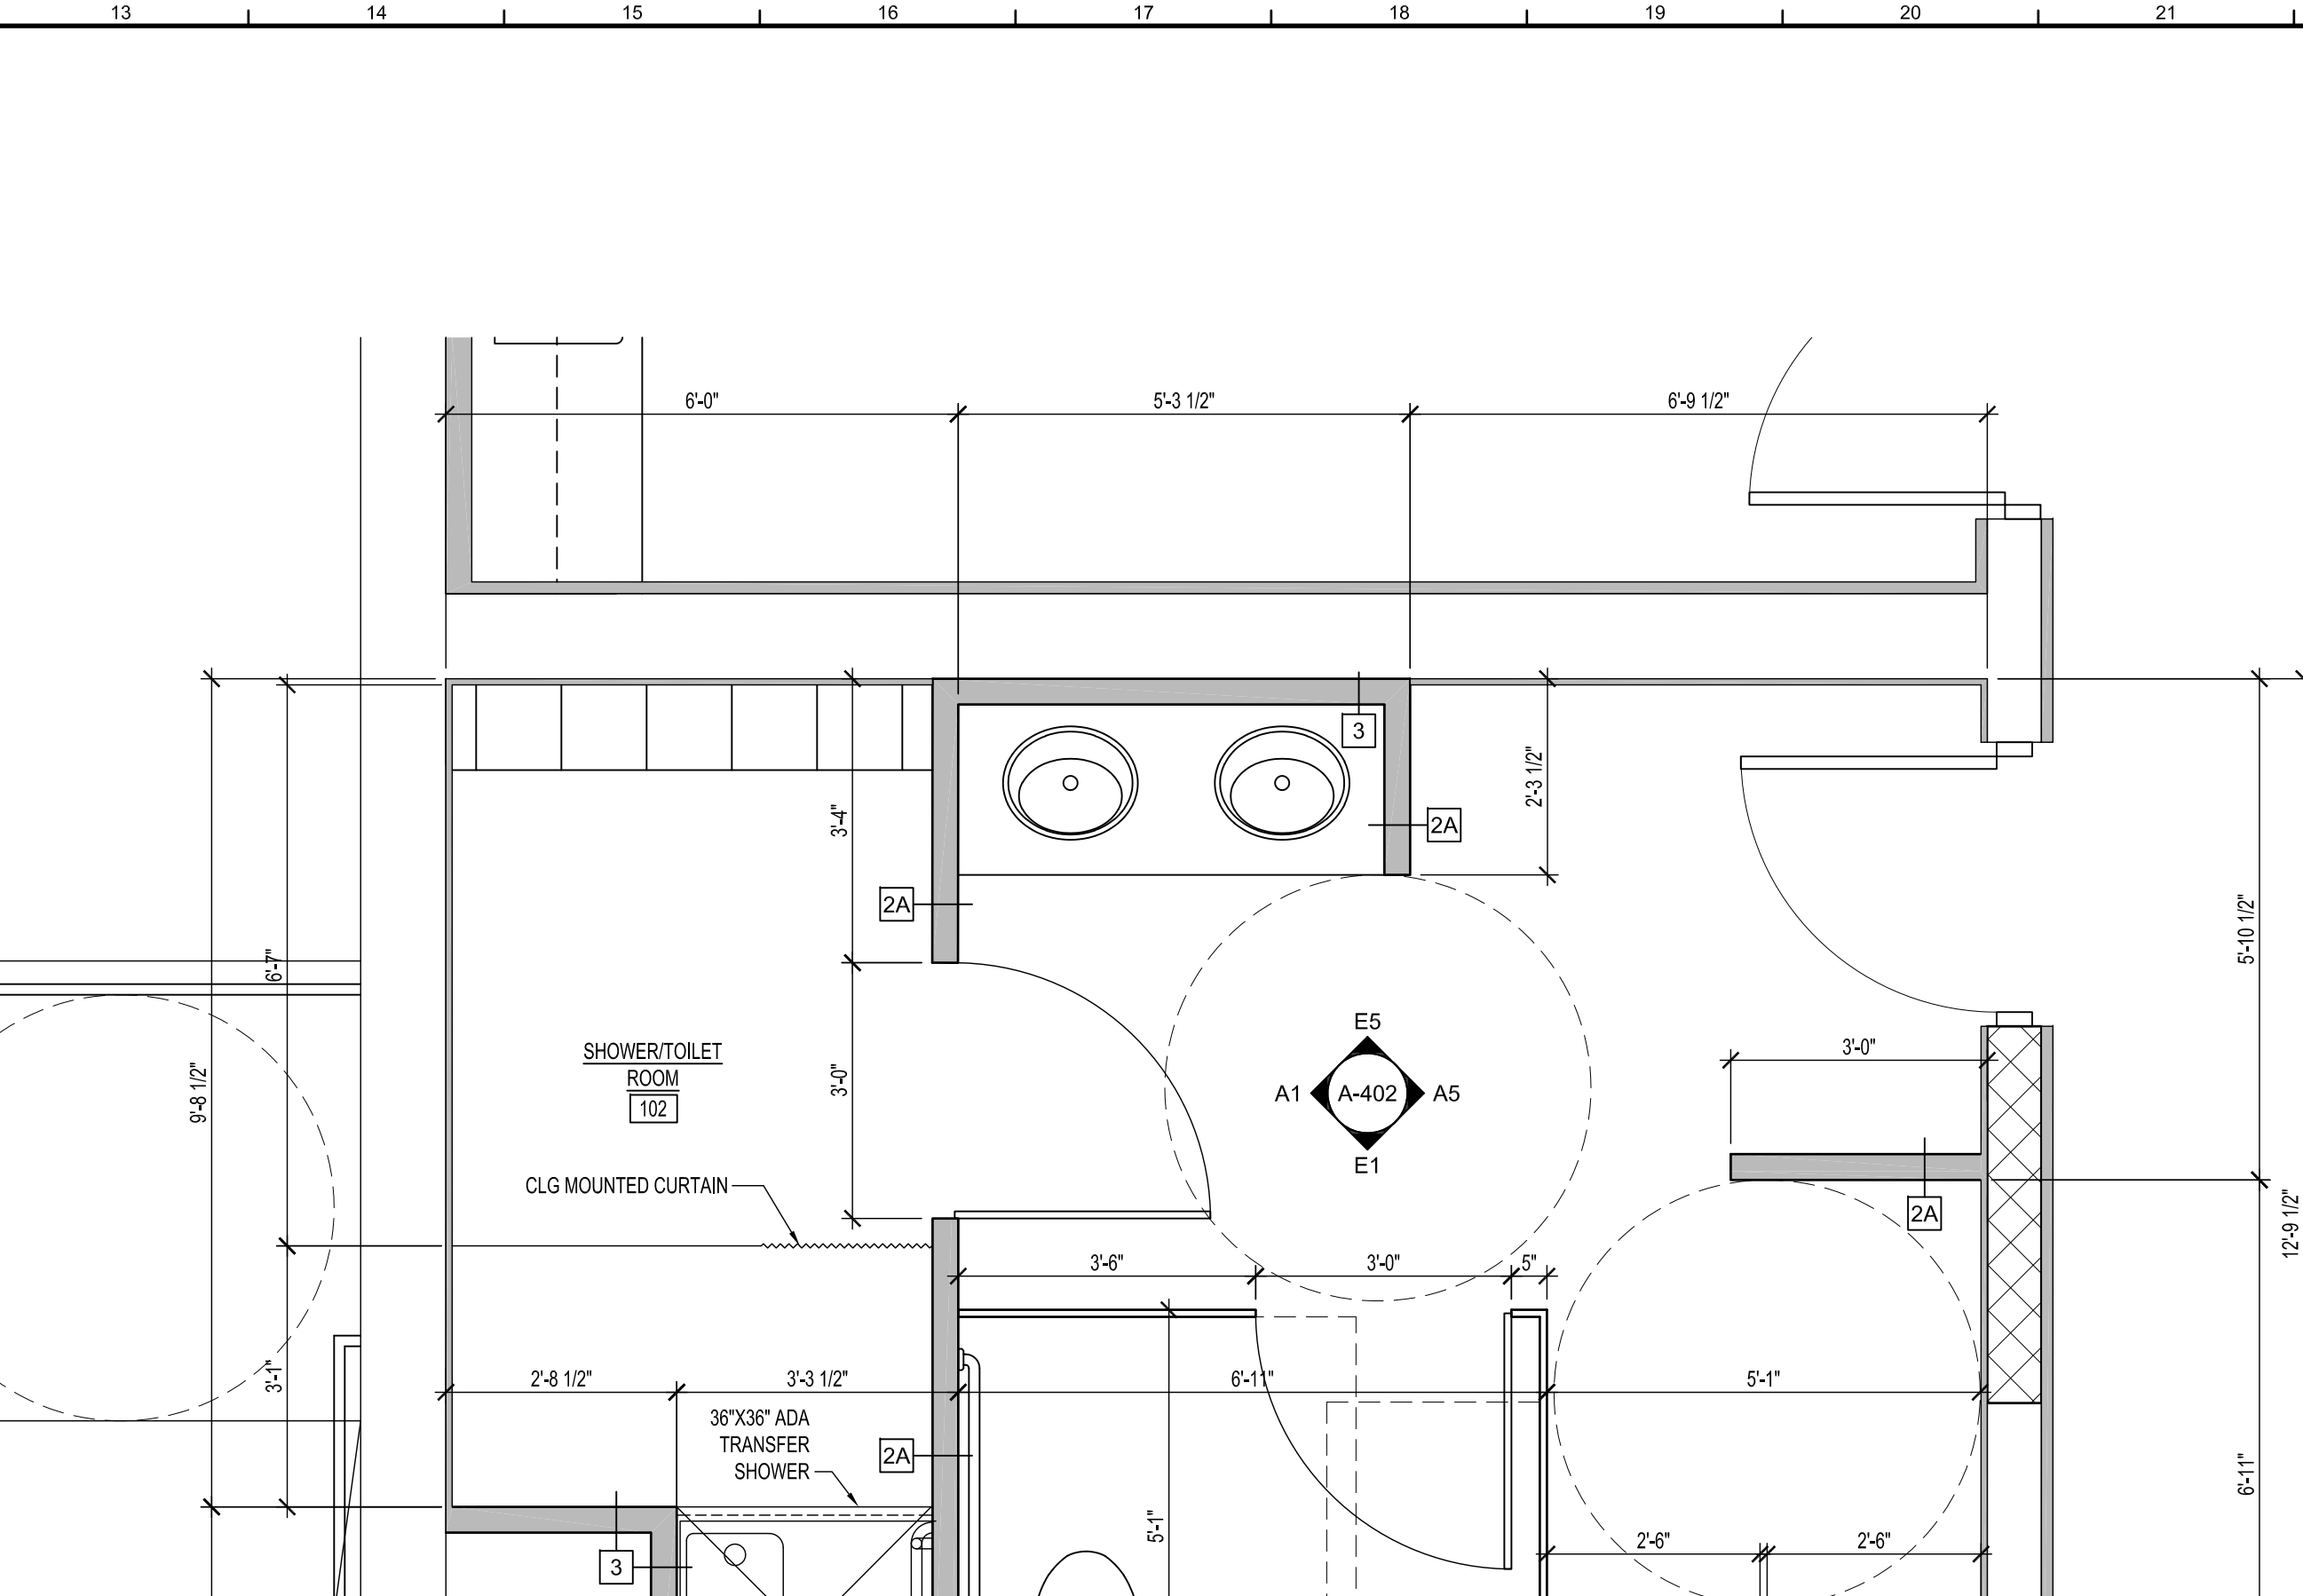 13 14 15 16 17 18 19 20 21
6'-0" 5'-3 1/2" 6'-9 1/2"
3
2'-3 1/2"
3'-4"
2A
2A
5'-10 1/2"
6'-7"
E5
A1 A-402 A5
E1
3'-0"
SHOWER/TOILET
ROOM
102
3'-0"
9'-8 1/2"
CLG MOUNTED CURTAIN
2A
12'-9 1/2"
3'-6" 3'-0" 5"
3'-1"
2'-8 1/2" 3'-3 1/2" 6'-11" 5'-1"
36"X36" ADA
TRANSFER
SHOWER
2A
6'-11"
5'-1"
2'-6" 2'-6"
3